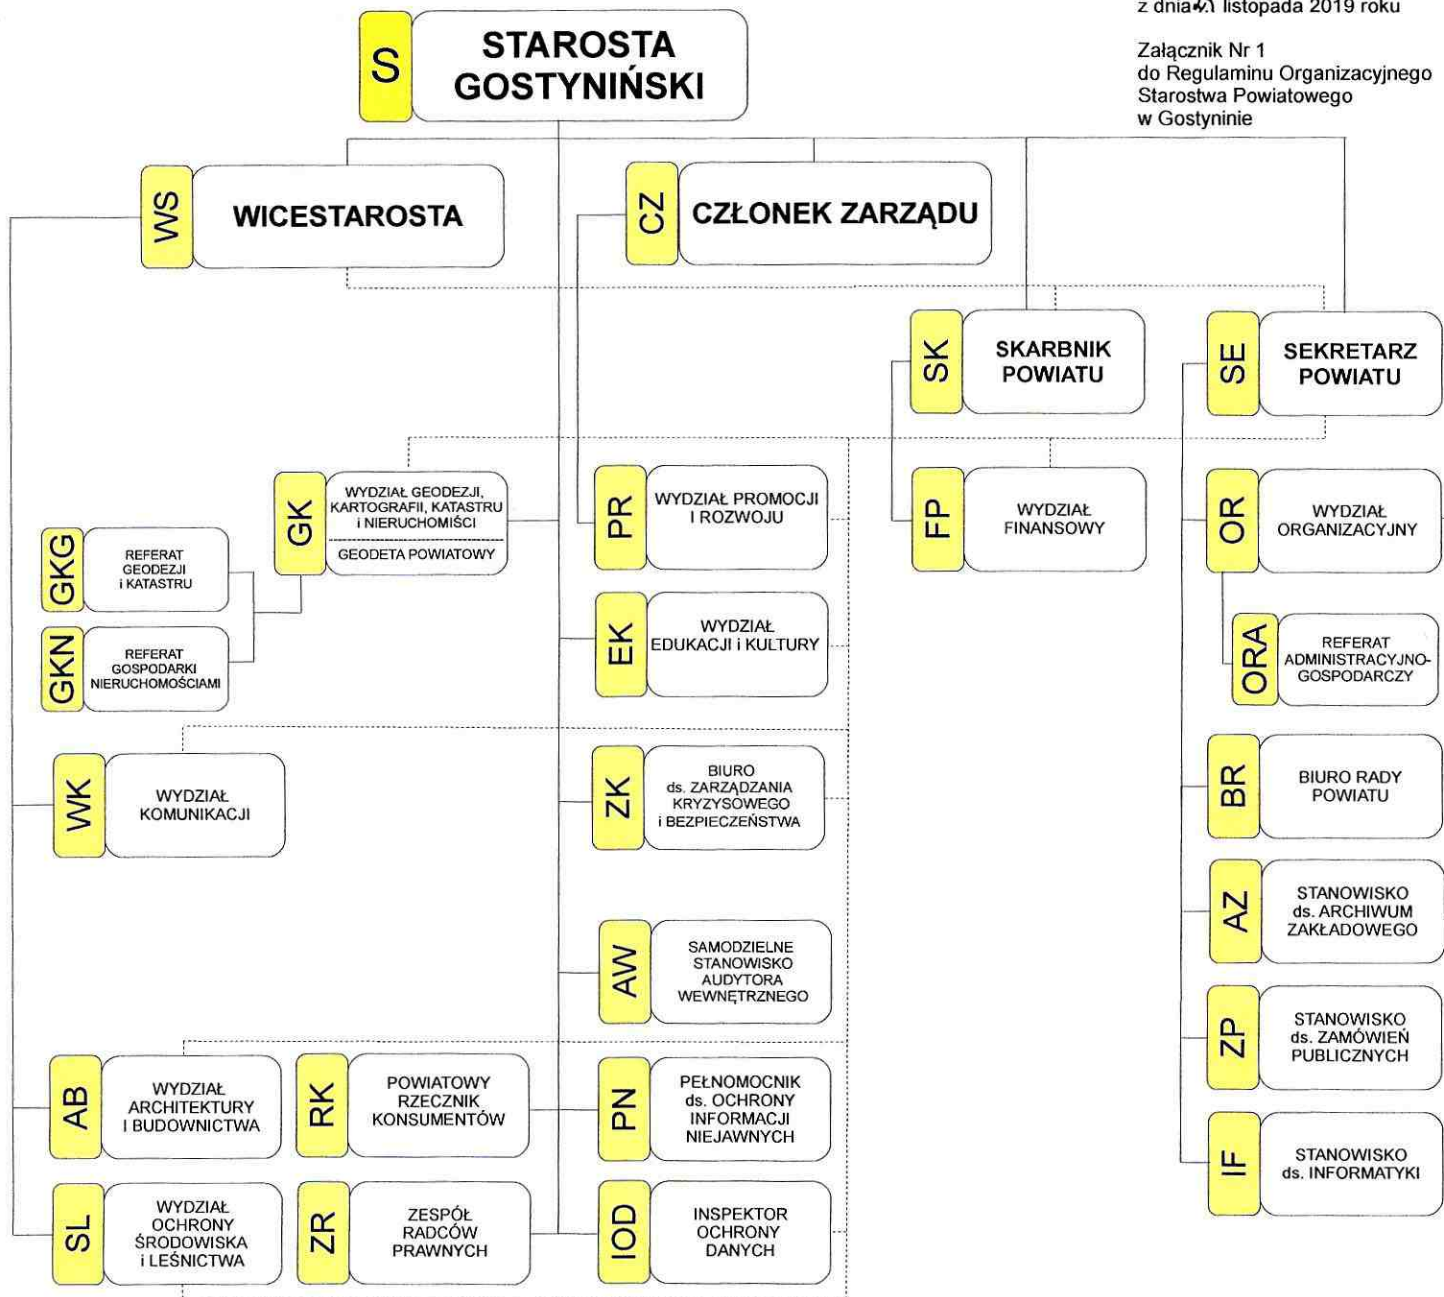 z dnia listopada 2019 roku
Załącznik Nr 1
do Regulaminu Organizacyjnego
Starostwa Powiatowego
w Gostyninie
S
STAROSTA
GOSTYNIŃSKI
WS
WICESTAROSTA
CZ
CZŁONEK ZARZĄDU
SK
SKARBNIK
POWIATU
SE
SEKRETARZ
POWIATU
GK
WYDZIAŁ GEODEZJI,
KARTOGRAFII, KATASTRU
i NIERUCHOMIŚCI
GEODETA POWIATOWY
PR
WYDZIAŁ PROMOCJI
I ROZWOJU
FP
WYDZIAŁ
FINANSOWY
OR
WYDZIAŁ
ORGANIZACYJNY
GKG
REFERAT
GEODEZJI
i KATASTRU
GKN
REFERAT
GOSPODARKI
NIERUCHOMOŚCIAMI
EK
WYDZIAŁ
EDUKACJI i KULTURY
ORA
REFERAT
ADMINISTRACYJNO-
GOSPODARCZY
WK
WYDZIAŁ
KOMUNIKACJI
ZK
BIURO
ds. ZARZĄDZANIA
KRYZYSOWEGO
i BEZPIECZEŃSTWA
BR
BIURO RADY
POWIATU
AZ
STANOWISKO
ds. ARCHIWUM
ZAKŁADOWEGO
AW
SAMODZIELNE
STANOWISKO
AUDYTORA
WEWNĘTRZNEGO
ZP
STANOWISKO
ds. ZAMÓWIEŃ
PUBLICZNYCH
AB
WYDZIAŁ
ARCHITEKTURY
I BUDOWNICTWA
RK
POWIATOWY
RZECZNIK
KONSUMENTÓW
PN
PEŁNOMOCNIK
ds. OCHRONY
INFORMACJI
NIEJAWNYCH
IF
STANOWISKO
ds. INFORMATYKI
SL
WYDZIAŁ
OCHRONY
ŚRODOWISKA
i LEŚNICTWA
ZR
ZESPÓŁ
RADCÓW
PRAWNYCH
IOD
INSPEKTOR
OCHRONY
DANYCH